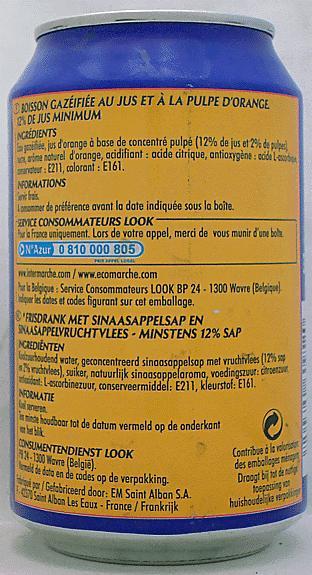 BOISSON GAZÉIFIÉE AU JUS ET À LA PULPE D'ORANGE
12% DE JUS MINIMUM
INGRÉDIENTS
Eau gazéifiée, jus d'orange à base de concentré pulpé (12% de jus et 2% de pulpes),
sucre, arôme naturel d'orange, acidifiant : acide citrique, antioxygène : acide L-ascorbique,
conservateur : E211, colorant : E161.
INFORMATIONS
Servir frais.
A consommer de préférence avant la date indiquée sous la boîte.
SERVICE CONSOMMATEURS LOOK
Pour la France uniquement. Lors de votre appel, merci de vous munir d'une boîte.
N°Azur 0 810 000 805
PRIX APPEL LOCAL
www.intermarche.com / www.ecomarche.com
Pour la Belgique : Service Consommateurs LOOK BP 24 - 1300 Wavre (Belgique).
Indiquer les dates et codes figurant sur cet emballage.
* FRISDRANK MET SINAASAPPELSAP EN
SINAASAPPELVRUCHTVLEES - MINSTENS 12% SAP
INGREDIËNTEN
Koolzuurhoudend water, geconcentreerd sinaasappelsap met vruchtvlees (12% sap
en 2% vruchtvlees), suiker, natuurlijk sinaasappelaroma, voedingszuur: citroenzuur,
antioxidant: L-ascorbinezuur, conserveermiddel: E211, kleurstof: E161.
INFORMATIE
Koel serveren.
Ten minste houdbaar tot de datum vermeld op de onderkant
van het blik.
CONSUMENTENDIENST LOOK
PB 24 - 1300 Wavre (België).
Vermeld de data en de codes op de verpakking.
Fabriqué par / Gefabriceerd door: EM Saint Alban S.A.
F - 42370 Saint Alban Les Eaux - France / Frankrijk
Contribue à la valorisation
des emballages ménagers
Draagt bij tot de nuttige
toepassing van
huishoudelijke verpakkingen